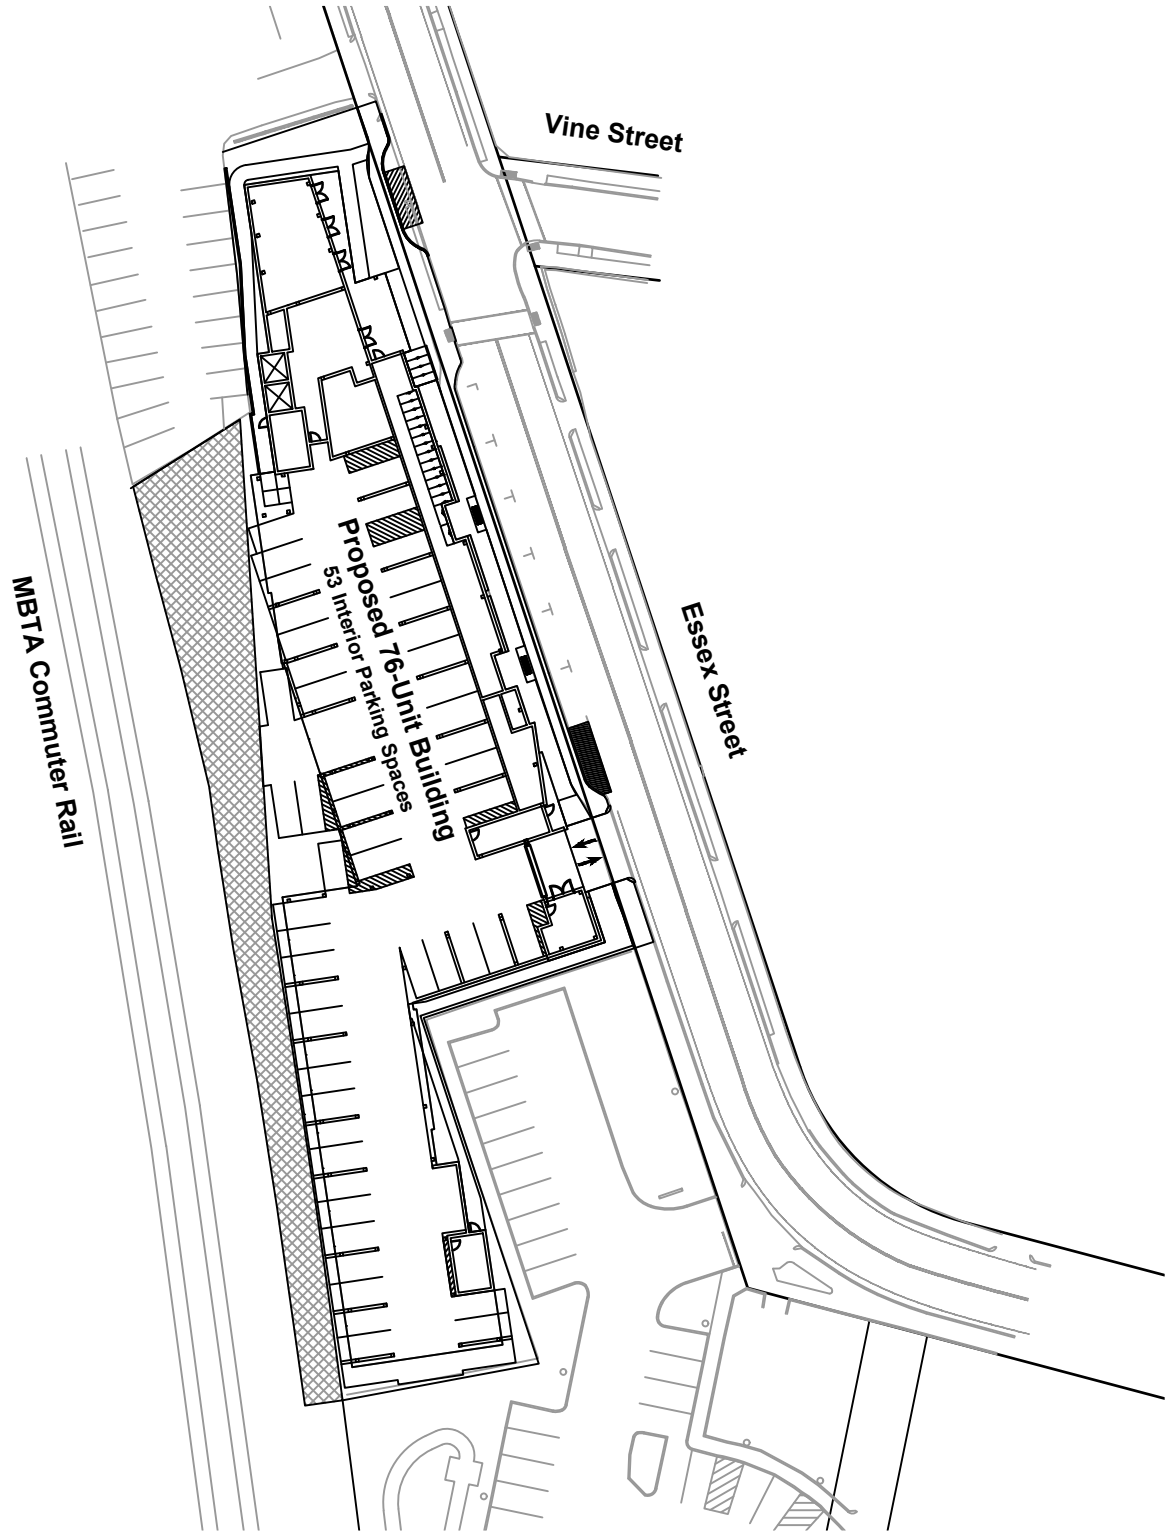 Vine Street
Proposed 76-Unit Building
53 Interior Parking Spaces
Essex Street
MBTA Commuter Rail